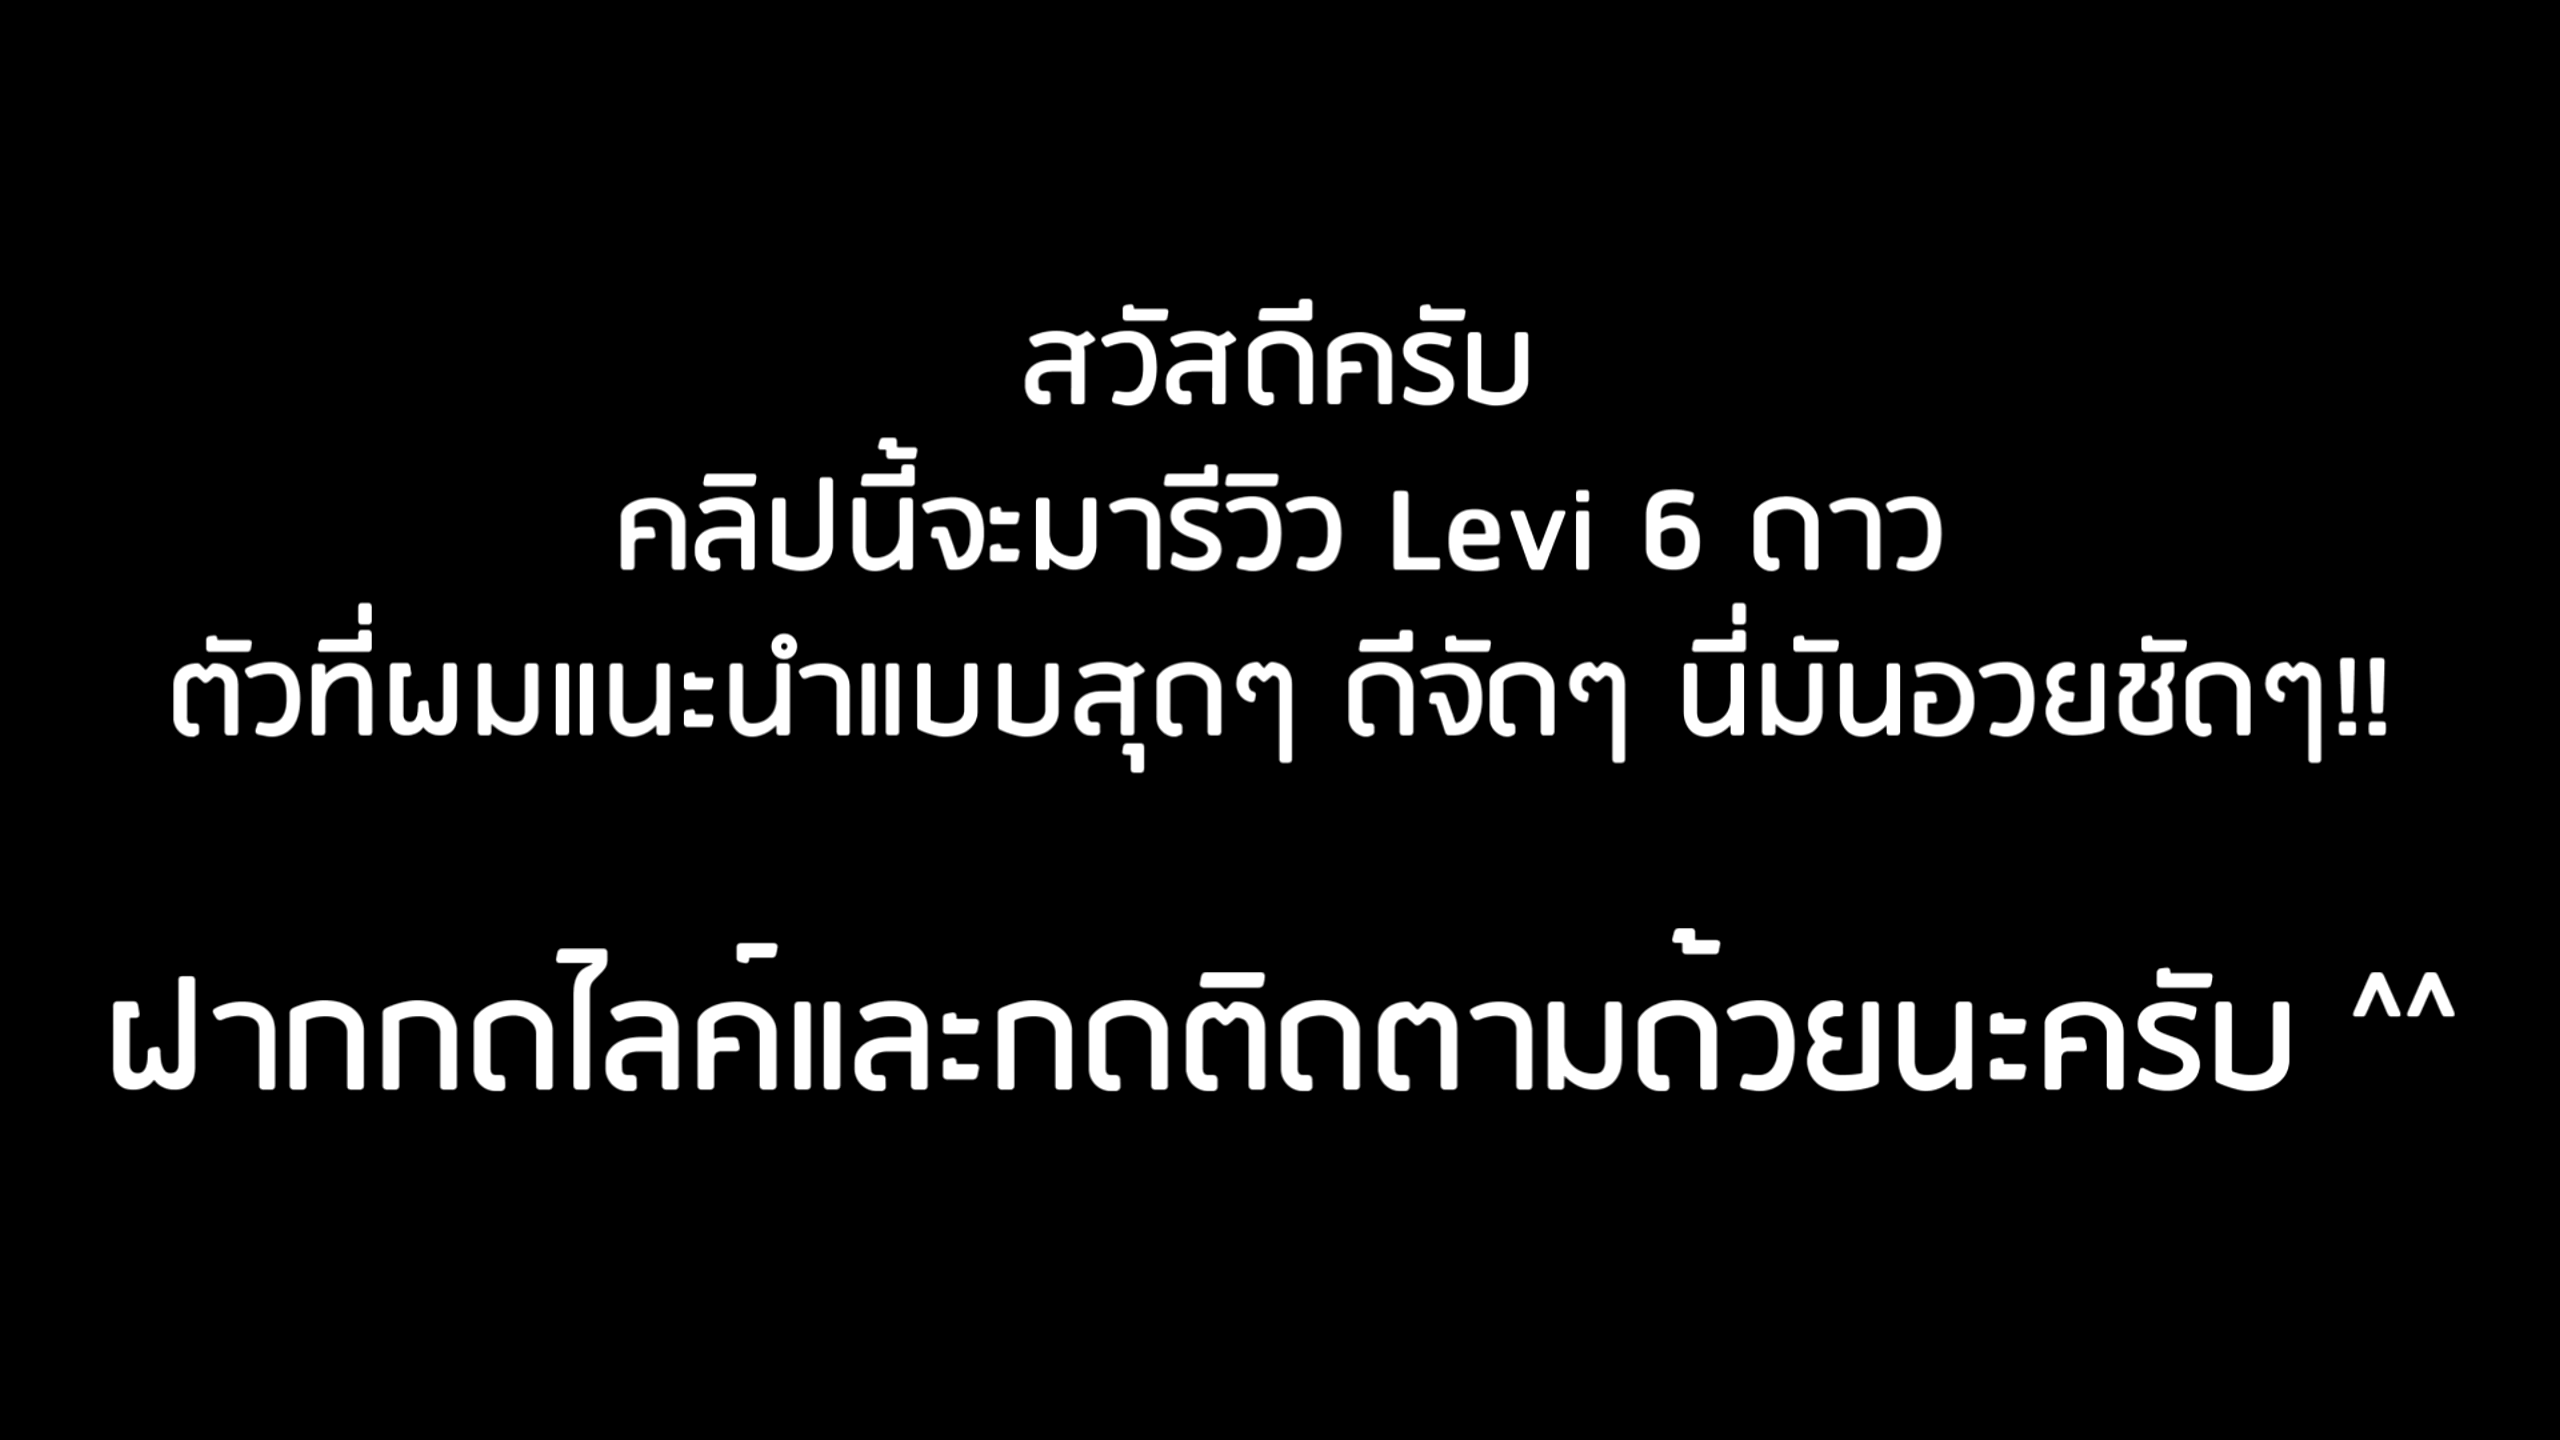 สวัสดีครับ
คลิปนี้จะมารีวิว Levi 6 ดาว
ตัวที่ผมแนะนำแบบสุดๆ ดีจัดๆ นี่มันอวยชัดๆ!!
ฝากกดไลค์และกดติดตามด้วยนะครับ ^^